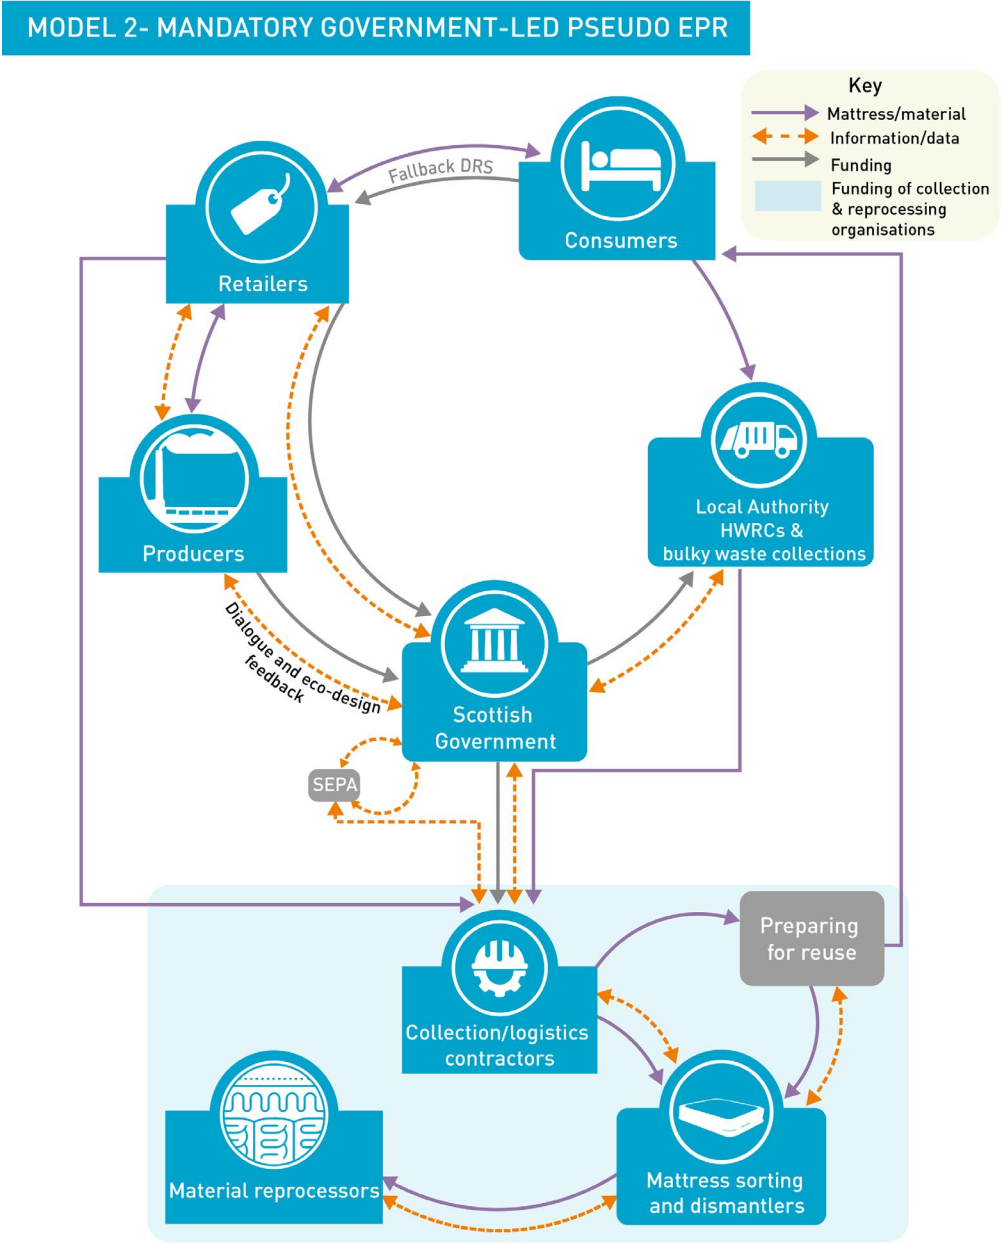 MODEL 2- MANDATORY GOVERNMENT-LED PSEUDO EPR
Key
Mattress/material
Information/data
Funding
Funding of collection
& reprocessing
organisations
Fallback DRS
Consumers
Retailers
Local Authority
HWRCs &
bulky waste collections
Producers
Dialogue and eco-design
feedback
Scottish
Government
SEPA
Preparing
for reuse
Collection/logistics
contractors
Material reprocessors
Mattress sorting
and dismantlers